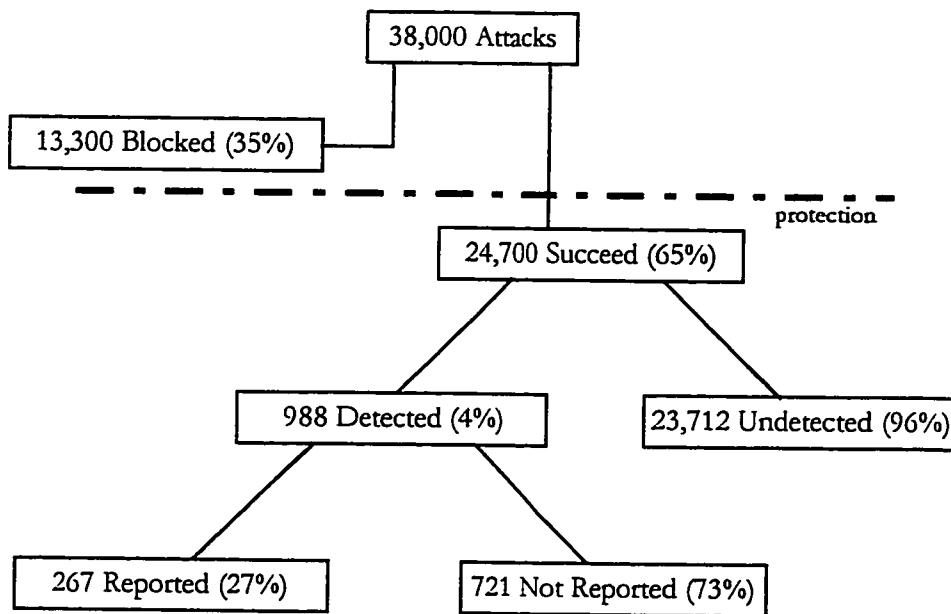 38,000 Attacks
13,300 Blocked (35%)
protection
24,700 Succeed (65%)
988 Detected (4%)
23,712 Undetected (96%)
267 Reported (27%)
721 Not Reported (73%)